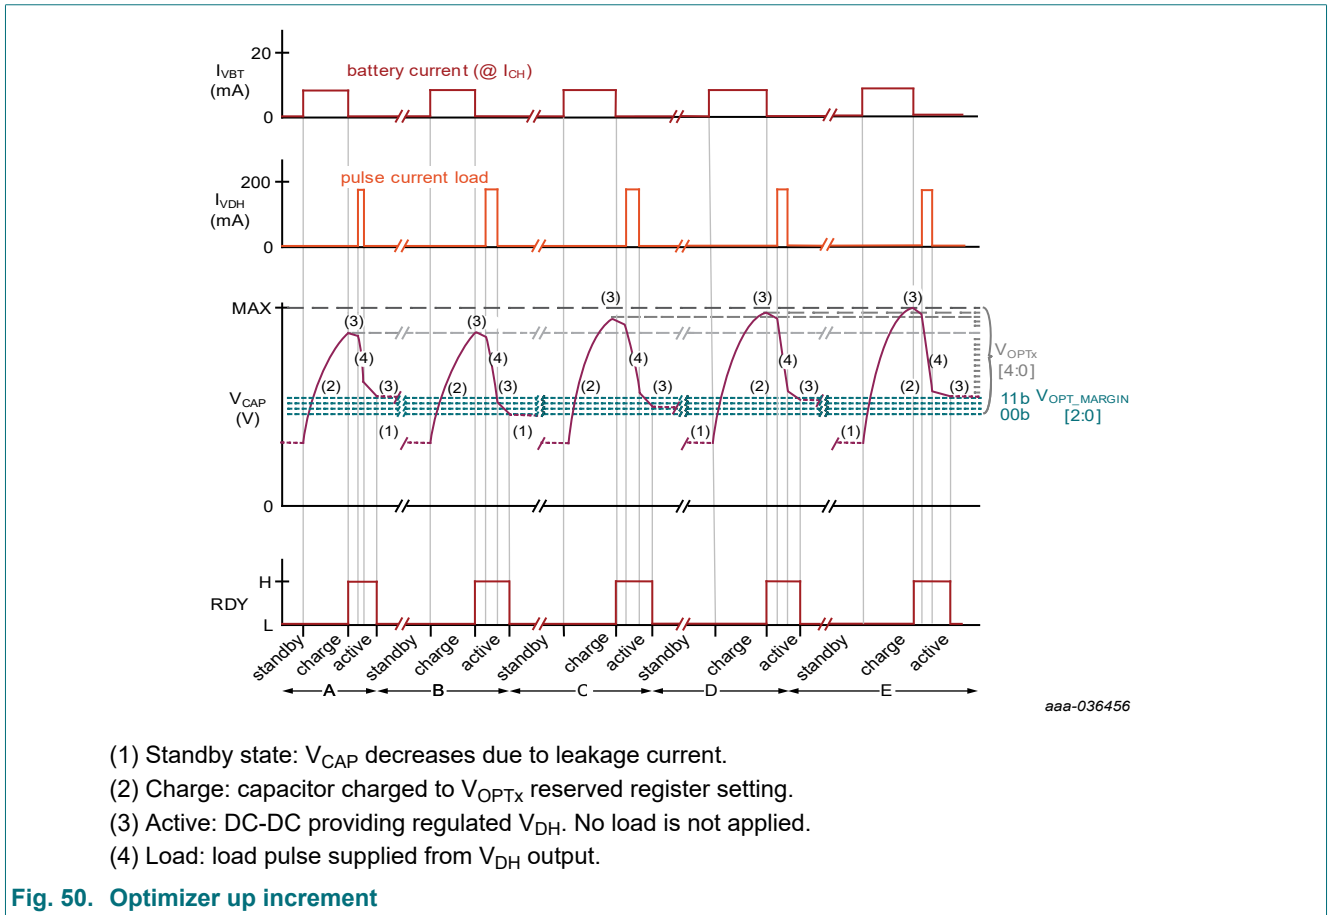 20
I_VBT
(mA)
0
battery current (@ I_CH)
pulse current load
200
I_VDH
(mA)
0
MAX
V_CAP
(V)
0
(3)
(4)
(2)
(3)
(1)
(3)
(4)
(2)
(3)
(1)
(3)
(4)
(2)
(3)
(1)
(3)
(4)
(2)
(3)
(1)
(3)
(4)
(2)
(3)
V_OPTx
[4:0]
11b V_OPT_MARGIN
00b [2:0]
H
RDY
L
standby charge active standby charge active standby charge active standby charge active standby charge active
A B C D E
aaa-036456
(1) Standby state: V_CAP decreases due to leakage current.
(2) Charge: capacitor charged to V_OPTx reserved register setting.
(3) Active: DC-DC providing regulated V_DH. No load is not applied.
(4) Load: load pulse supplied from V_DH output.
Fig. 50. Optimizer up increment